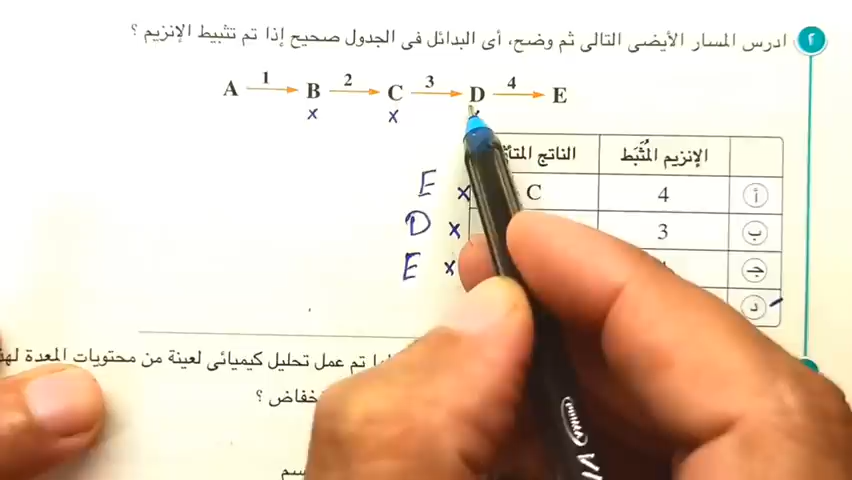 ٢ ادرس المسار الأيضى التالى ثم وضح، أى البدائل فى الجدول صحيح إذا تم تثبيط الإنزيم ؟
A 1 B 2 C 3 D 4 E
x x
الإنزيم المُثبَّط الناتج
أ 4 C x E
ب 3 x D
جـ x E
د
تم عمل تحليل كيميائى لعينة من محتويات المعدة
؟